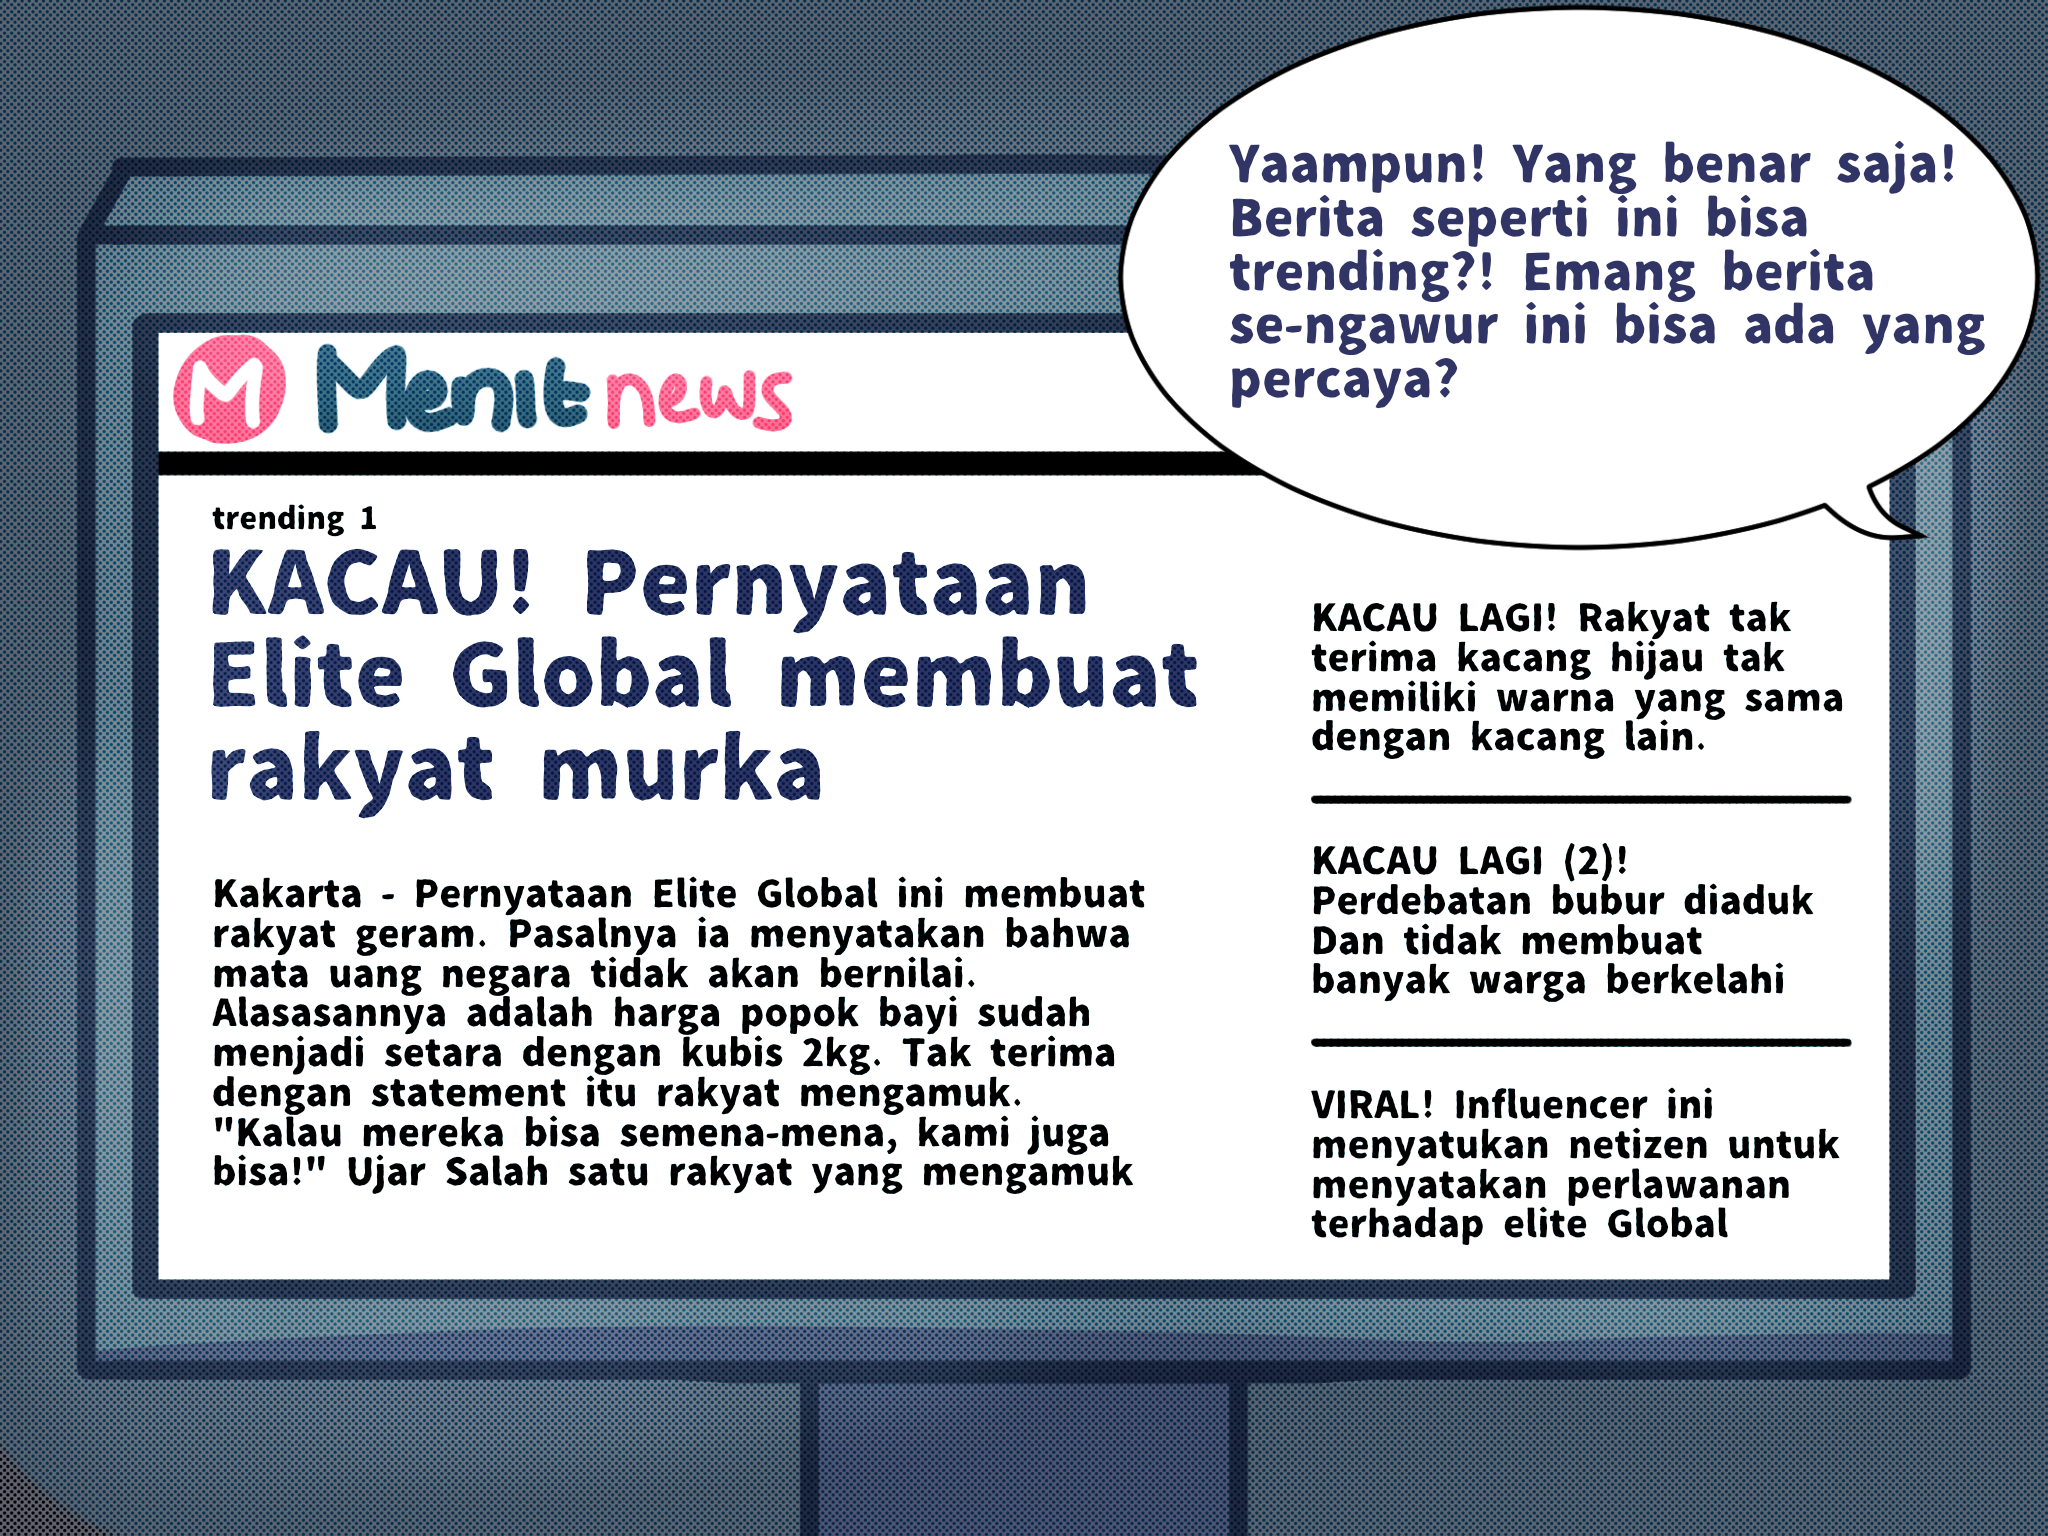 Yaampun! Yang benar saja!
Berita seperti ini bisa
trending?! Emang berita
se-ngawur ini bisa ada yang
percaya?
M Menit news
trending 1
KACAU! Pernyataan
Elite Global membuat
rakyat murka
Kakarta - Pernyataan Elite Global ini membuat
rakyat geram. Pasalnya ia menyatakan bahwa
mata uang negara tidak akan bernilai.
Alasasannya adalah harga popok bayi sudah
menjadi setara dengan kubis 2kg. Tak terima
dengan statement itu rakyat mengamuk.
"Kalau mereka bisa semena-mena, kami juga
bisa!" Ujar Salah satu rakyat yang mengamuk
KACAU LAGI! Rakyat tak
terima kacang hijau tak
memiliki warna yang sama
dengan kacang lain.
KACAU LAGI (2)!
Perdebatan bubur diaduk
Dan tidak membuat
banyak warga berkelahi
VIRAL! Influencer ini
menyatukan netizen untuk
menyatakan perlawanan
terhadap elite Global